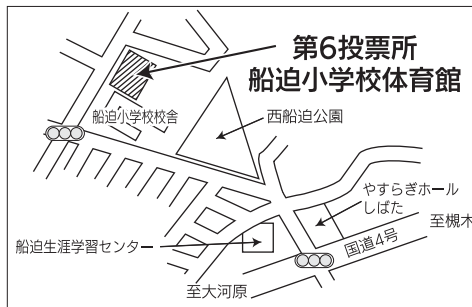 第6投票所
船迫小学校体育館
船迫小学校校舎
西船迫公園
やすらぎホール
しばた
至槻木
国道4号
船迫生涯学習センター
至大河原